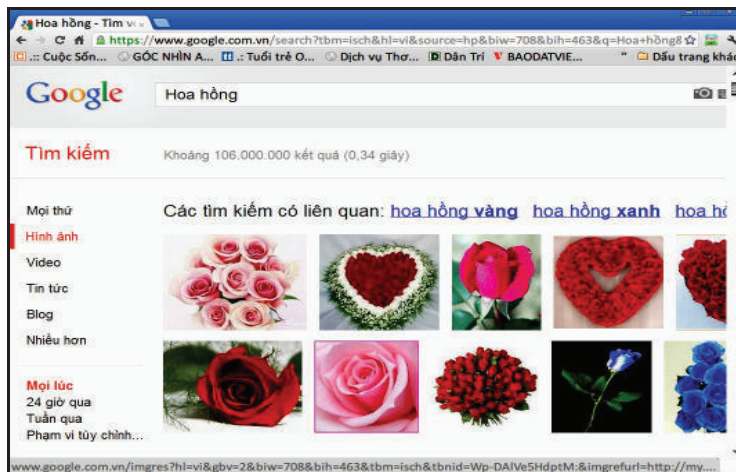 Hoa hồng - Tìm vớ
https://www.google.com.vn/search?tbm=isch&hl=vi&source=hp&biw=708&bih=463&q=Hoa+hồng&
.:: Cuộc Sốn... GÓC NHÌN A... .: Tuổi trẻ O... Dịch vụ Thơ... Dân Trí BAODATVIE... " Dấu trang khác
Google Hoa hồng
Tìm kiếm Khoảng 106.000.000 kết quả (0,34 giây)
Mọi thứ
Hình ảnh
Video
Tin tức
Blog
Nhiều hơn
Mọi lúc
24 giờ qua
Tuần qua
Phạm vi tùy chỉnh...
Các tìm kiếm có liên quan: hoa hồng vàng hoa hồng xanh hoa hồ
www.google.com.vn/imgres?hl=vi&gbv=2&biw=708&bih=463&tbm=isch&tbnid=Wp-DAlVe5HdptM:&imgrefurl=http://my....